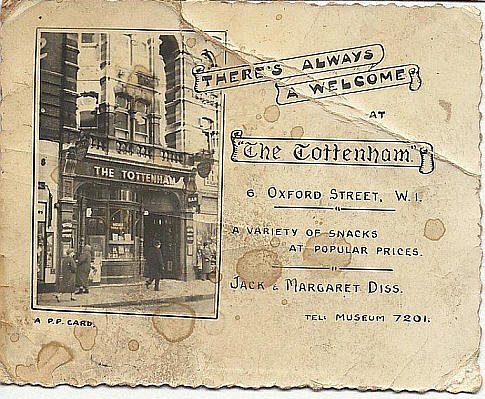 THERE'S ALWAYS
A WELCOME
AT
"The Tottenham"
6 OXFORD STREET, W.1.
A VARIETY OF SNACKS
AT POPULAR PRICES.
JACK & MARGARET DISS.
TEL: MUSEUM 7201.
THE TOTTENHAM
A P.P. CARD.